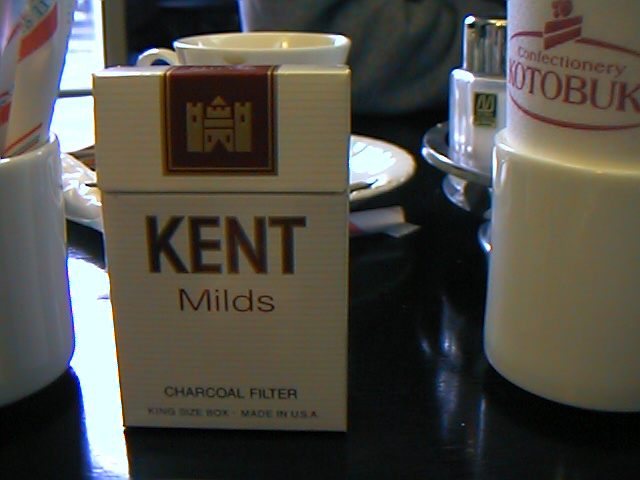 KENT
Milds
CHARCOAL FILTER
KING SIZE BOX · MADE IN U.S.A.
Confectionery
KOTOBUK